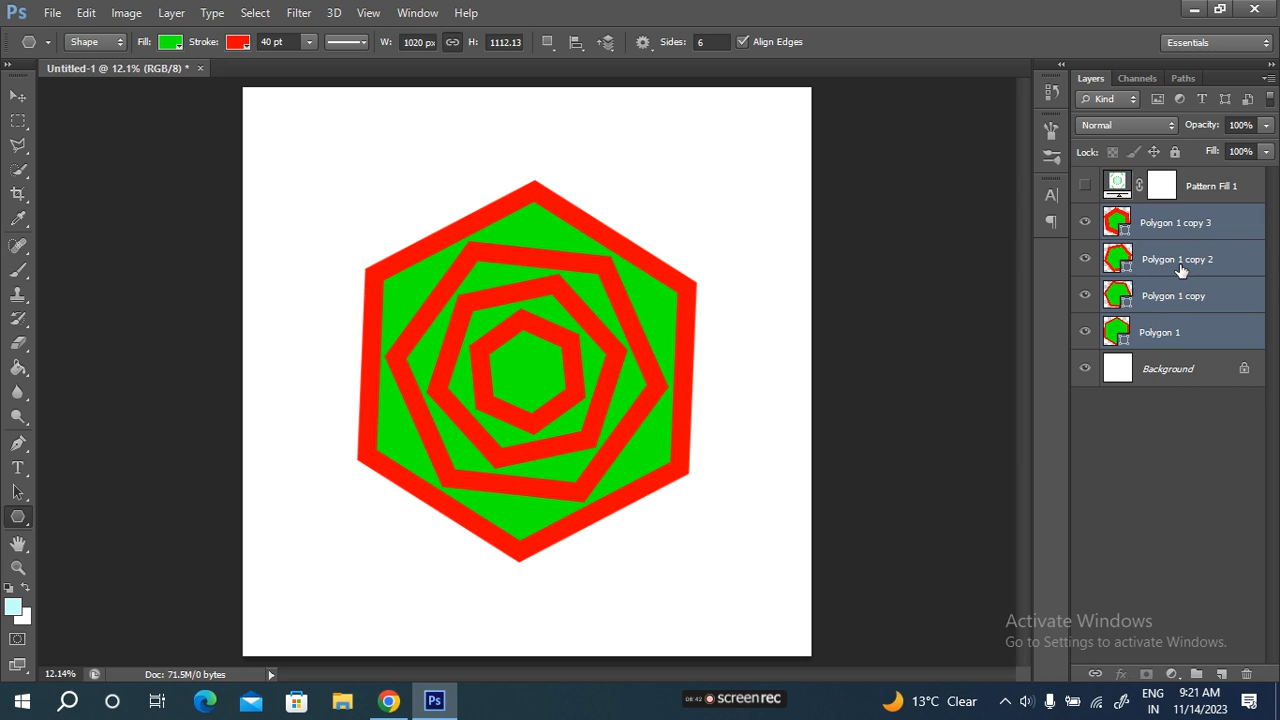 Ps File Edit Image Layer Type Select Filter 3D View Window Help
Shape Fill: Stroke: 40 pt W: 1020 px H: 1112.13 Sides: 6 Align Edges Essentials
Untitled-1 @ 12.1% (RGB/8) * ×
Layers Channels Paths
Kind
Normal Opacity: 100%
Lock: Fill: 100%
Pattern Fill 1
Polygon 1 copy 3
Polygon 1 copy 2
Polygon 1 copy
Polygon 1
Background
Activate Windows
Go to Settings to activate Windows.
12.14% Doc: 71.5M/0 bytes
Ps 08:42 screenrec 13°C Clear ENG IN 9:21 AM 11/14/2023